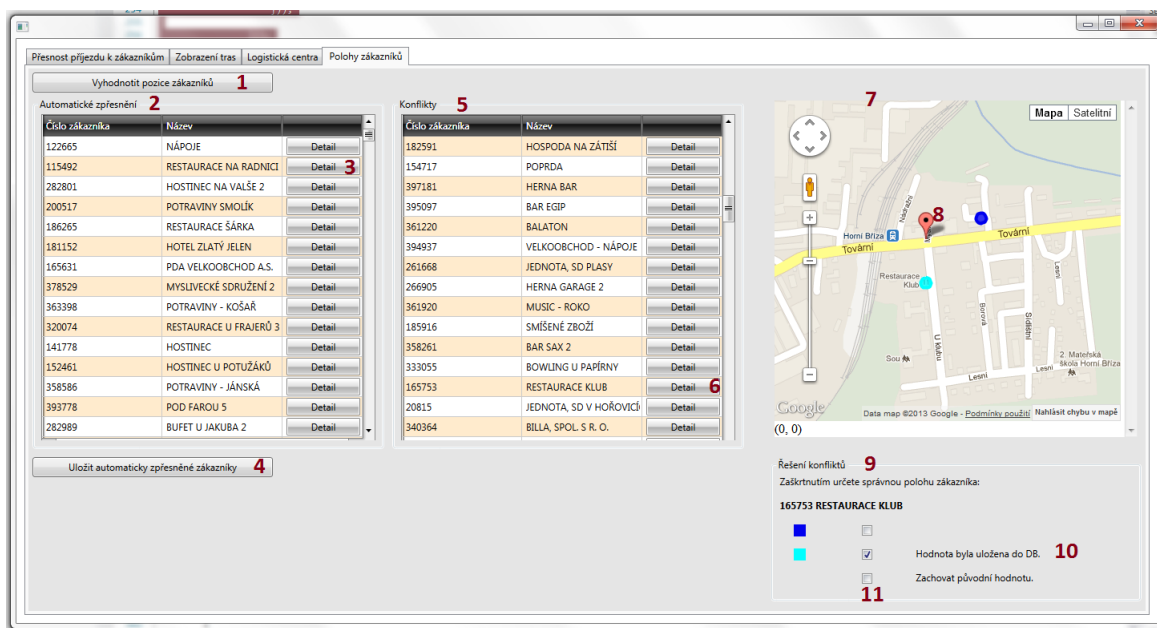 294
Přesnost příjezdu k zákazníkům Zobrazení tras Logistická centra Polohy zákazníků
Vyhodnotit pozice zákazníků 1
Automatické zpřesnění 2
Číslo zákazníka Název
122665 NÁPOJE Detail
115492 RESTAURACE NA RADNICI Detail 3
282801 HOSTINEC NA VALŠE 2 Detail
200517 POTRAVINY SMOLÍK Detail
186265 RESTAURACE ŠÁRKA Detail
181152 HOTEL ZLATÝ JELEN Detail
165631 PDA VELKOOBCHOD A.S. Detail
378529 MYSLIVECKÉ SDRUŽENÍ 2 Detail
363398 POTRAVINY - KOŠAŘ Detail
320074 RESTAURACE U FRAJERŮ 3 Detail
141778 HOSTINEC Detail
152461 HOSTINEC U POTUŽÁKŮ Detail
358586 POTRAVINY - JÁNSKÁ Detail
393778 POD FAROU 5 Detail
282989 BUFET U JAKUBA 2 Detail
Uložit automaticky zpřesněné zákazníky 4
Konflikty 5
Číslo zákazníka Název
182591 HOSPODA NA ZÁTIŠÍ Detail
154717 POPRDA Detail
397181 HERNA BAR Detail
395097 BAR EGIP Detail
361220 BALATON Detail
394937 VELKOOBCHOD - NÁPOJE Detail
261668 JEDNOTA, SD PLASY Detail
266905 HERNA GARAGE 2 Detail
361920 MUSIC - ROKO Detail
185916 SMÍŠENÉ ZBOŽÍ Detail
358261 BAR SAX 2 Detail
333055 BOWLING U PAPÍRNY Detail
165753 RESTAURACE KLUB Detail 6
20815 JEDNOTA, SD V HOŘOVICÍ Detail
340364 BILLA, SPOL. S R. O. Detail
7
Mapa Satelitní
Nádražní
8
Horní Bříza
Tovární
Tovární
Lesní
Restaurace
Klub
Borová
Sídlištní
U klubu
Sou
2. Mateřská
škola Horní Bříza
Lesní
Lesní
Google
Data map ©2013 Google - Podmínky použití Nahlásit chybu v mapě
(0, 0)
Řešení konfliktů 9
Zaškrtnutím určete správnou polohu zákazníka:
165753 RESTAURACE KLUB
Hodnota byla uložena do DB. 10
Zachovat původní hodnotu.
11